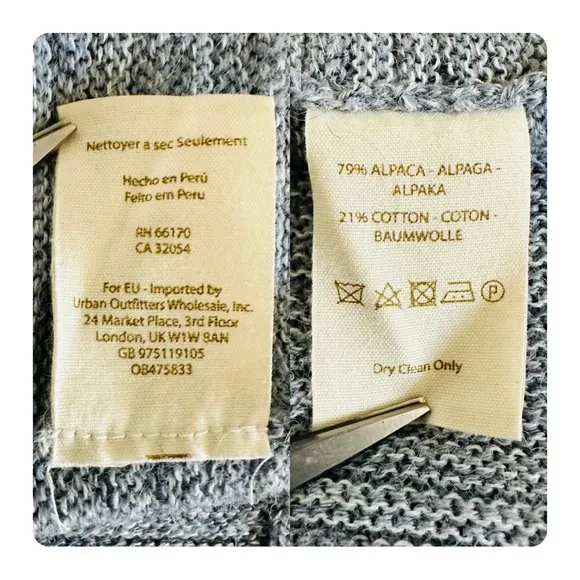 Nettoyer a sec Seulement
Hecho en Perú
Feito em Peru
RN 66170
CA 32054
For EU - Imported by
Urban Outfitters Wholesale, Inc.
24 Market Place, 3rd Floor
London, UK W1W 8AN
GB 975119105
OB475833
79% ALPACA - ALPAGA -
ALPAKA
21% COTTON - COTON -
BAUMWOLLE
P
Dry Clean Only